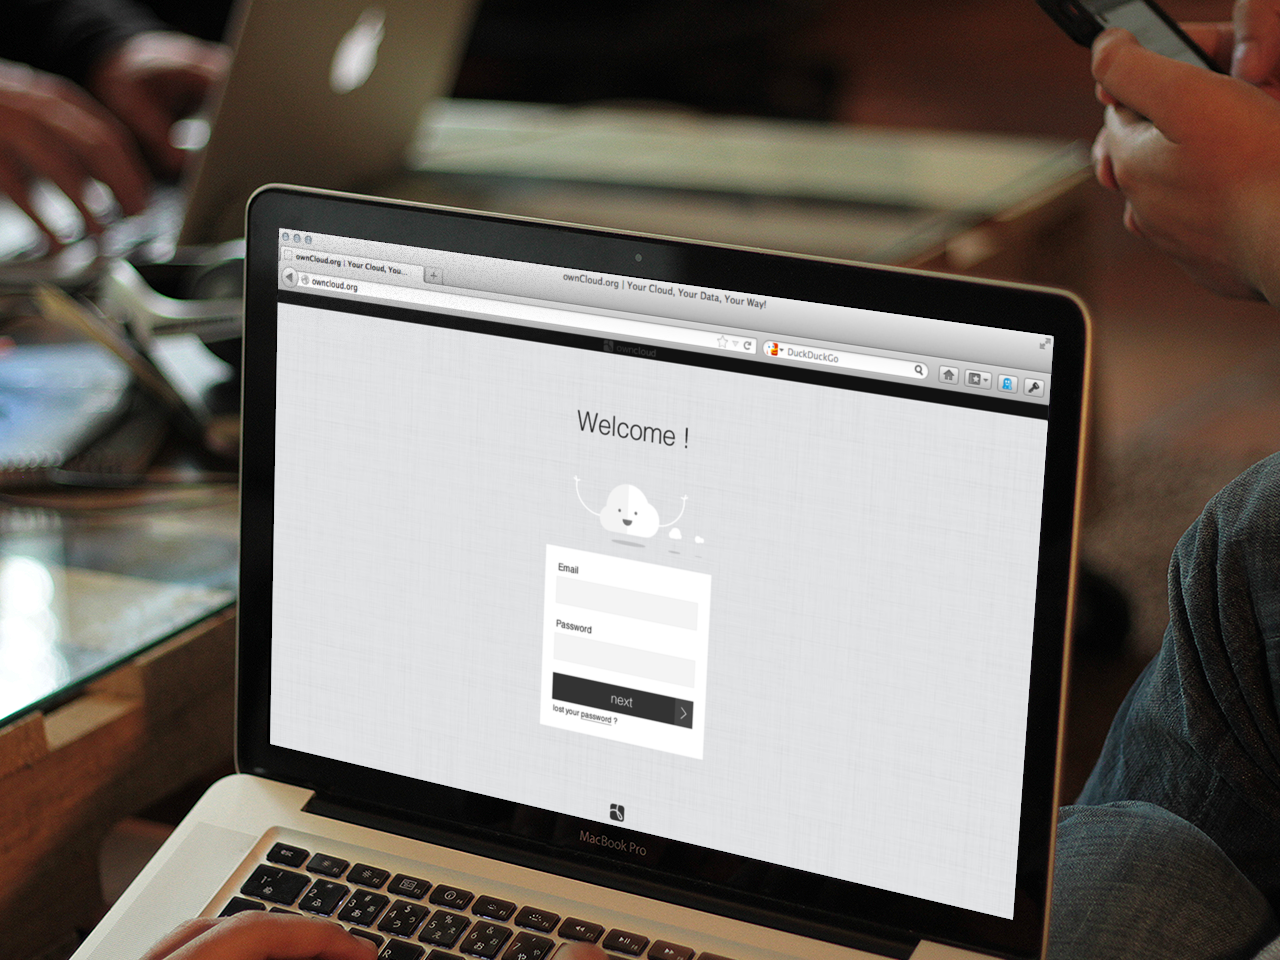 ownCloud.org | Your Cloud, Your Data, Your Way!
ownCloud.org | Your Cloud, You...
owncloud.org
DuckDuckGo
owncloud
Welcome !
Email
Password
next
lost your password ?
MacBook Pro
esc